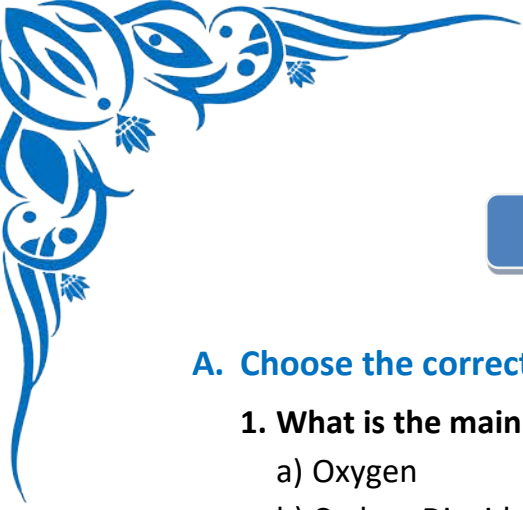 A. Choose the correct
1. What is the main
a) Oxygen